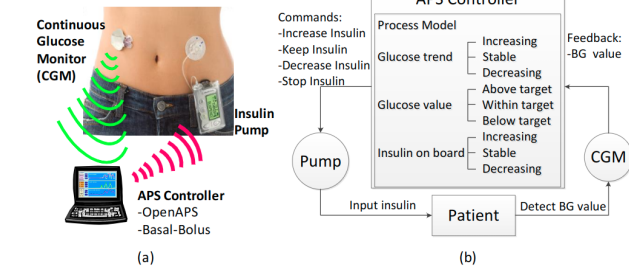 Continuous
Glucose
Monitor
(CGM)
Insulin
Pump
APS Controller
-OpenAPS
-Basal-Bolus
(a)
APS Controller
Commands:
-Increase Insulin
-Keep Insulin
-Decrease Insulin
-Stop Insulin
Process Model
Glucose trend
Increasing
Stable
Decreasing
Glucose value
Above target
Within target
Below target
Insulin on board
Increasing
Stable
Decreasing
Feedback:
-BG value
Pump
CGM
Input insulin
Patient
Detect BG value
(b)